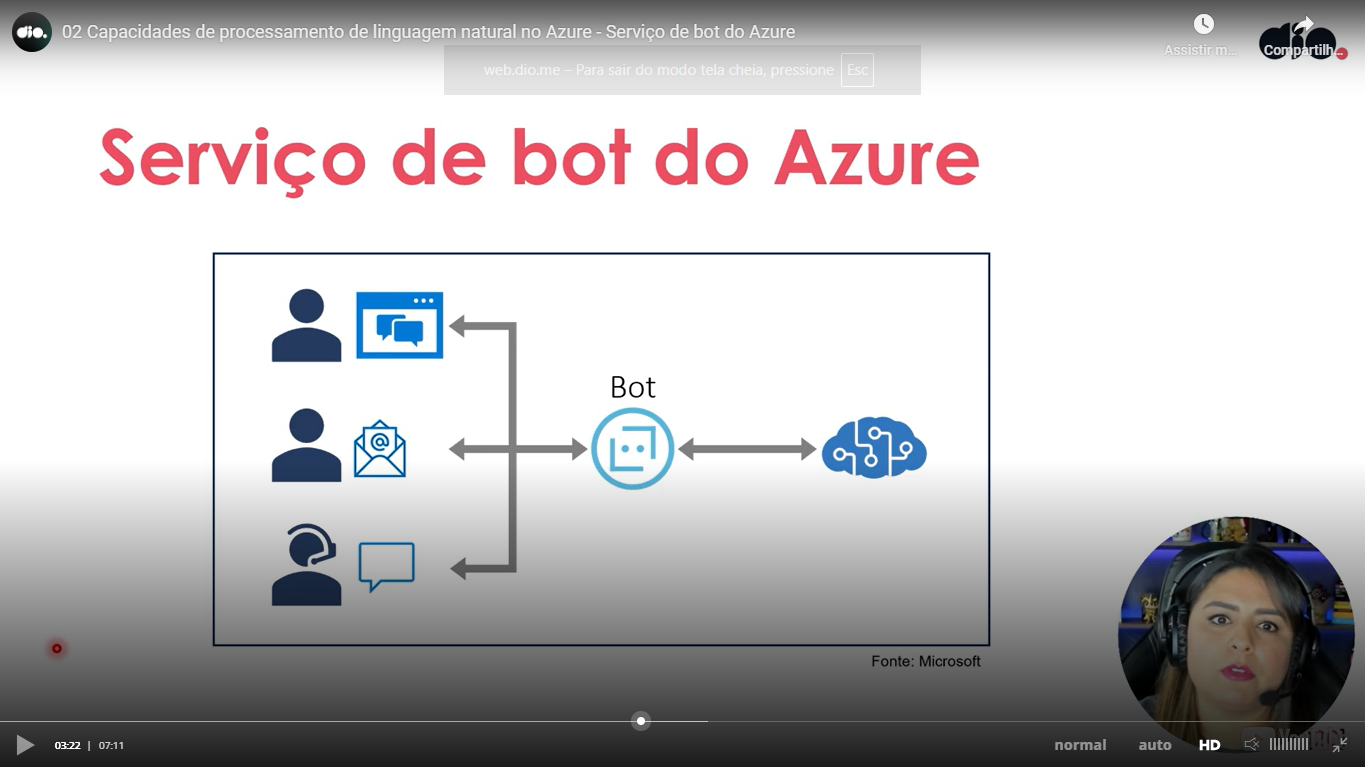 dio.
02 Capacidades de processamento de linguagem natural no Azure - Serviço de bot do Azure
Assistir m...
Compartilh...
dio
web.dio.me – Para sair do modo tela cheia, pressione Esc
Serviço de bot do Azure
Bot
@
Fonte: Microsoft
03:22 | 07:11
normal
auto
HD